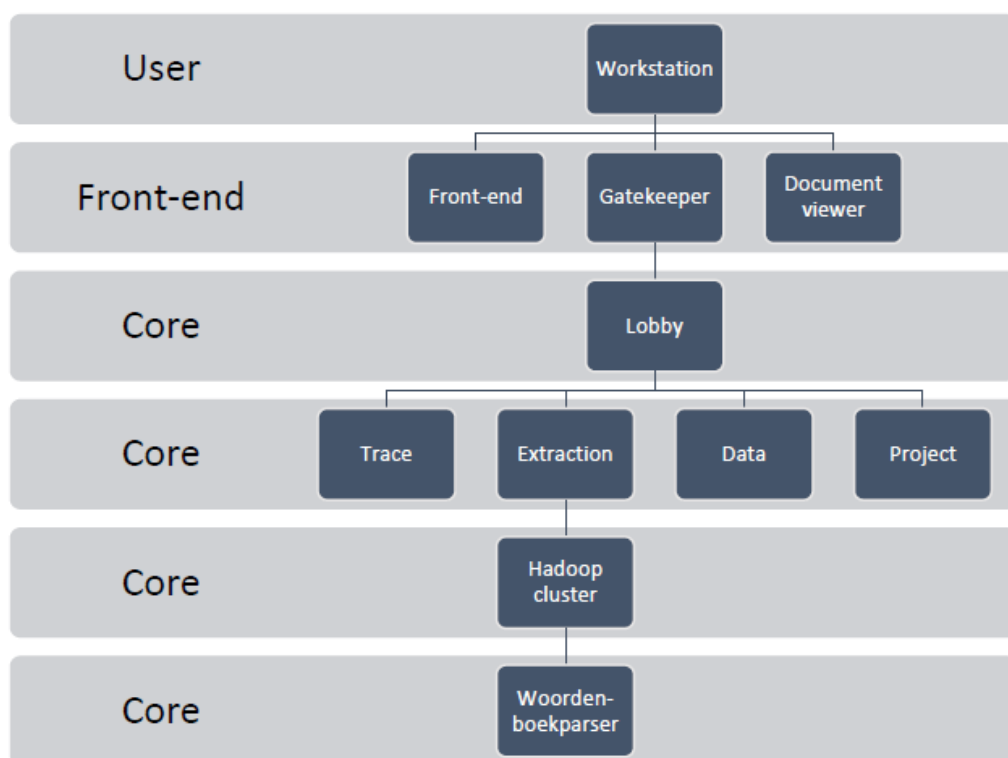 User
Workstation
Front-end
Front-end
Gatekeeper
Document
viewer
Core
Lobby
Core
Trace
Extraction
Data
Project
Core
Hadoop
cluster
Core
Woorden-
boekparser